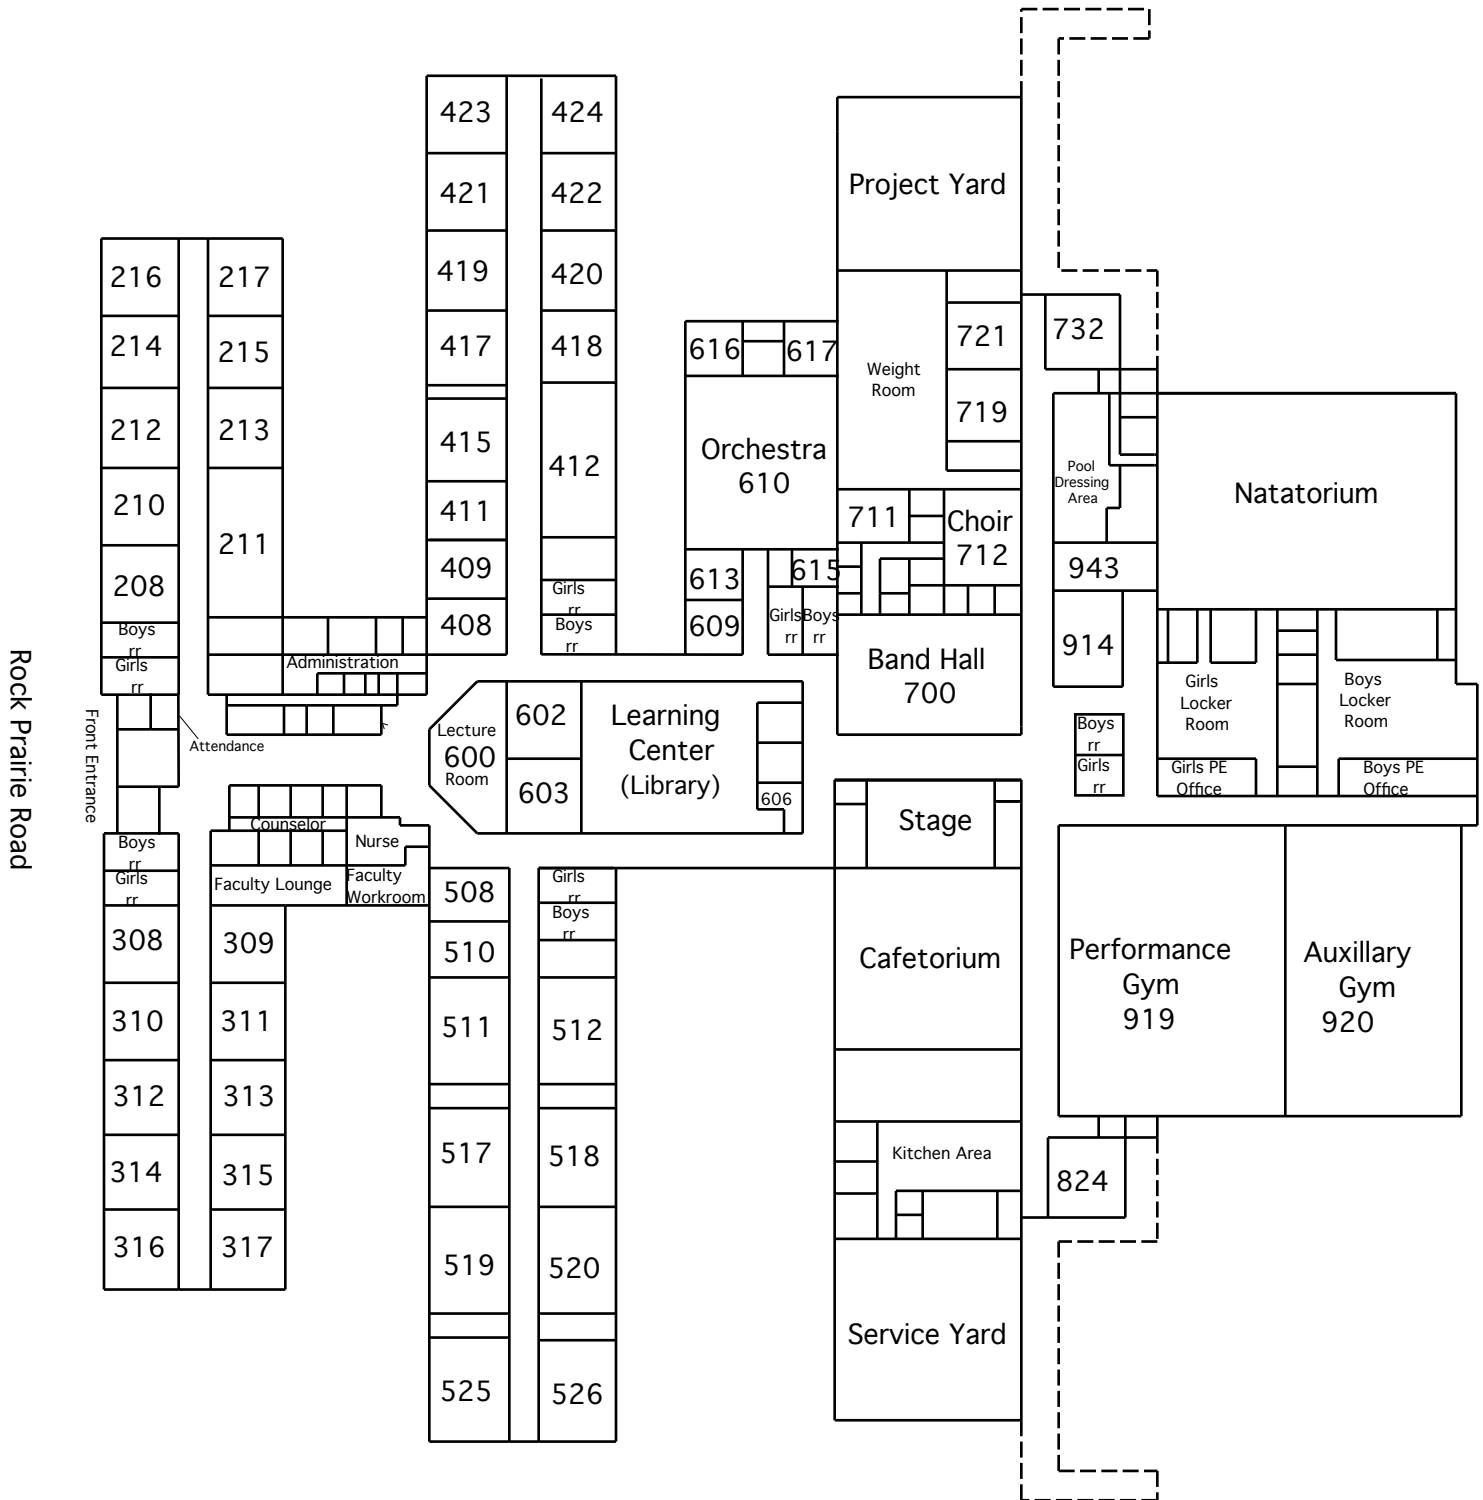 423
424
Project Yard
421
422
216
217
419
420
214
215
417
418
616
617
721
732
Weight
Room
212
213
415
412
719
Orchestra
610
Pool
Dressing
Area
Natatorium
210
211
411
711
Choir
712
208
409
613
615
943
Girls
rr
Boys
rr
408
Boys
rr
609
Girls
rr
Boys
rr
914
Girls
rr
Administration
Band Hall
700
Girls
Locker
Room
Boys
Locker
Room
Rock Prairie Road
Front Entrance
Attendance
Lecture
600
Room
602
603
Learning
Center
(Library)
606
Boys
rr
Girls
rr
Girls PE
Office
Boys PE
Office
Counselor
Nurse
Stage
Boys
rr
Girls
rr
Faculty Lounge
Faculty
Workroom
508
Girls
rr
Boys
rr
308
309
510
Cafetorium
Performance
Gym
919
Auxillary
Gym
920
310
311
511
512
312
313
314
315
517
518
Kitchen Area
824
316
317
519
520
Service Yard
525
526